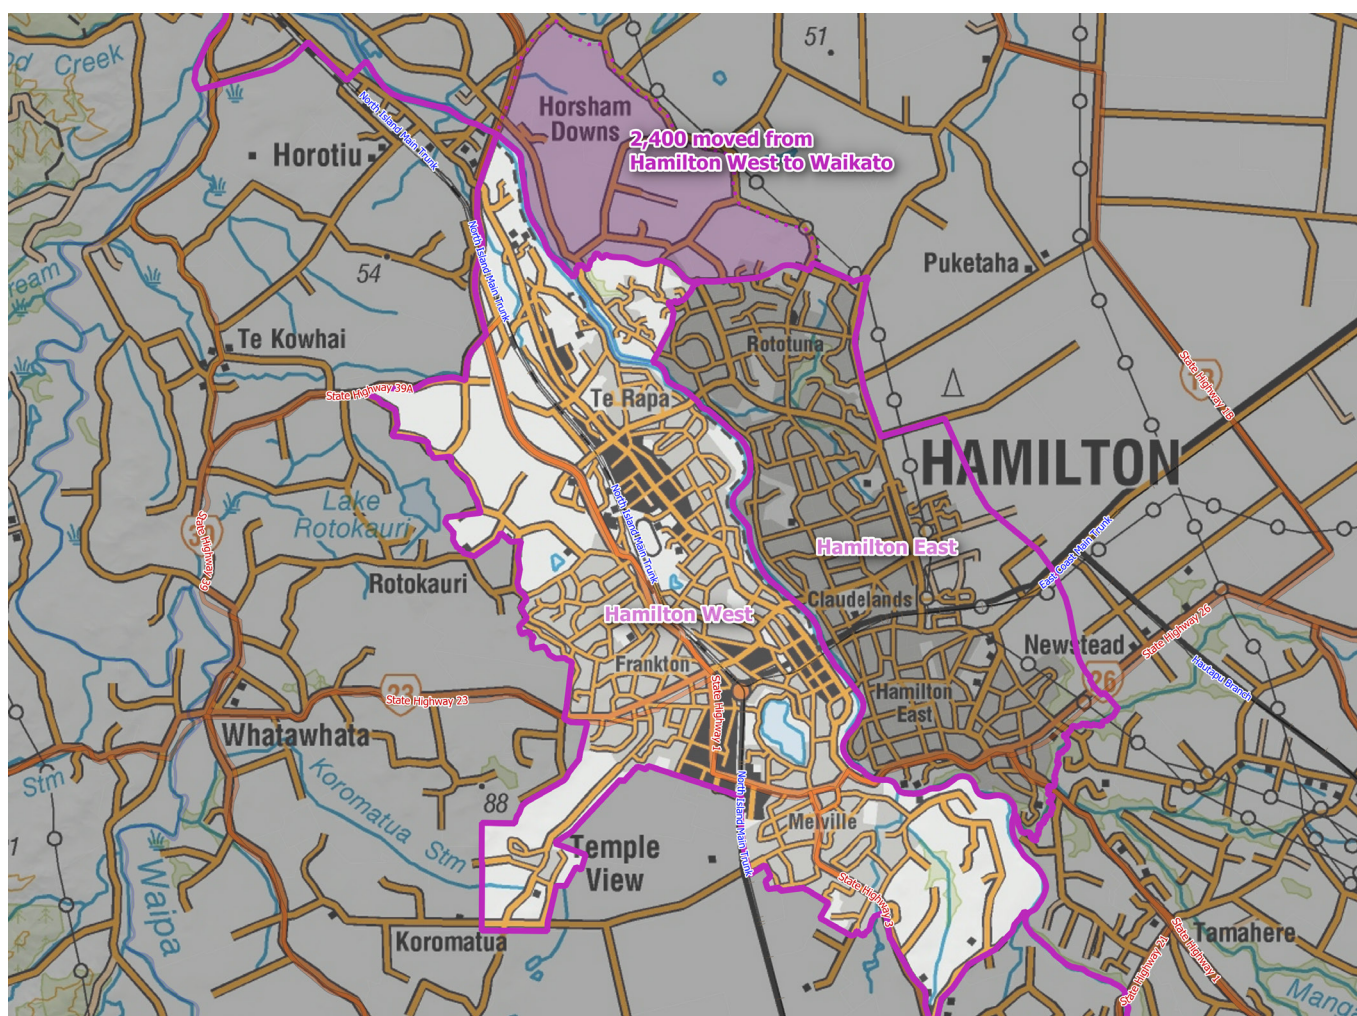 51
od Creek
Horsham
Downs
2,400 moved from
Hamilton West to Waikato
North Island Main Trunk
Horotiu
54
Puketaha
ream
North Island Main Trunk
Te Kowhai
Rototuna
State Highway 1B
State Highway 39A
Te Rapa
HAMILTON
Lake
Rotokauri
North Island Main Trunk
State Highway 39
Hamilton East
East Coast Main Trunk
Rotokauri
Claudelands
Hamilton West
State Highway 26
Newstead
Frankton
26
Hautapu Branch
State Highway 23
State Highway 1
Hamilton
East
Whatawhata
Stm
Koromatua Stm
88
North Island Main Trunk
Melville
1
Temple
View
Waipa
State Highway 3
Koromatua
Tamahere
State Highway 21
State Highway 1
Manga